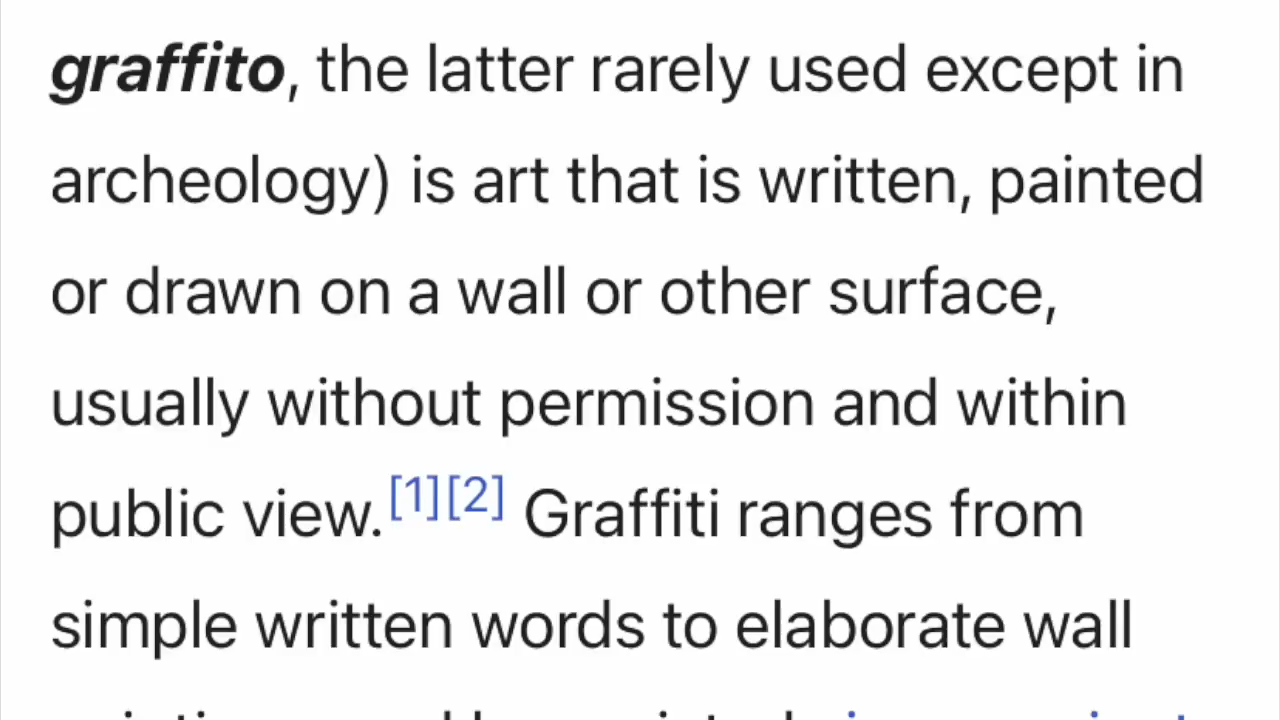 graffito, the latter rarely used except in
archeology) is art that is written, painted
or drawn on a wall or other surface,
usually without permission and within
public view.[1][2] Graffiti ranges from
simple written words to elaborate wall